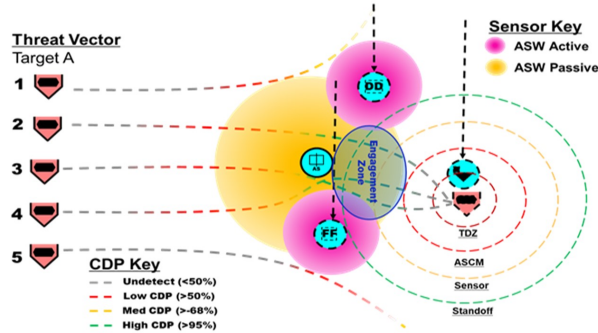 Threat Vector
Target A
1
2
3
4
5
DD
AB
FF
Engagement
Zone
Sensor Key
ASW Active
ASW Passive
TDZ
ASCM
Sensor
Standoff
CDP Key
Undetect (<50%)
Low CDP (>50%)
Med CDP (>-68%)
High CDP (>95%)